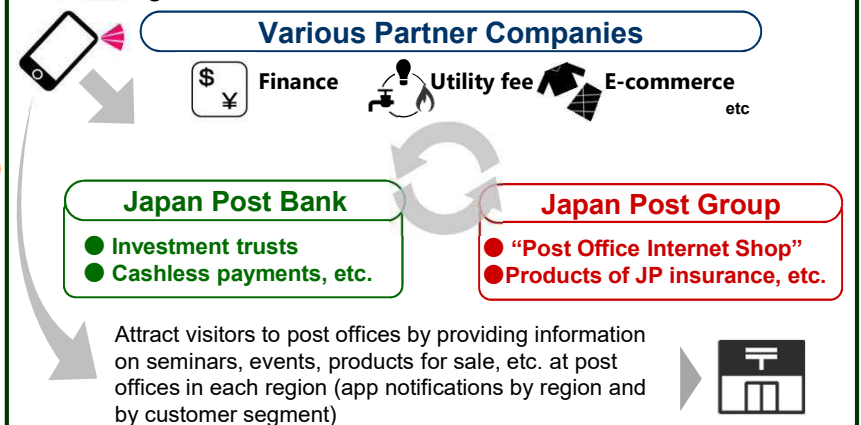 Various Partner Companies
$
¥
Finance
Utility fee
E-commerce
etc
Japan Post Bank
● Investment trusts
● Cashless payments, etc.
Japan Post Group
● “Post Office Internet Shop”
●Products of JP insurance, etc.
Attract visitors to post offices by providing information
on seminars, events, products for sale, etc. at post
offices in each region (app notifications by region and
by customer segment)
〒